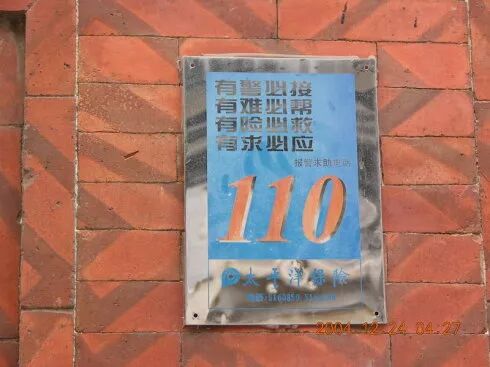 有警必接
有难必帮
有险必救
有求必应
报警求助电话
110
太平洋保险
2004 12 24 04:27